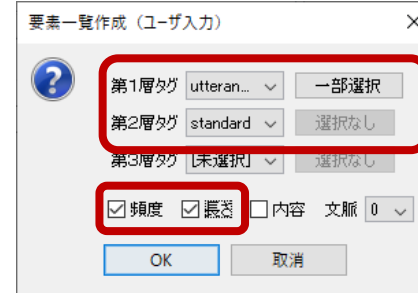 要素一覧作成（ユーザ入力）
第1層タグ utteran... 一部選択
第2層タグ standard 選択なし
第3層タグ [未選択] 選択なし
頻度 長さ 内容 文脈 0
OK 取消